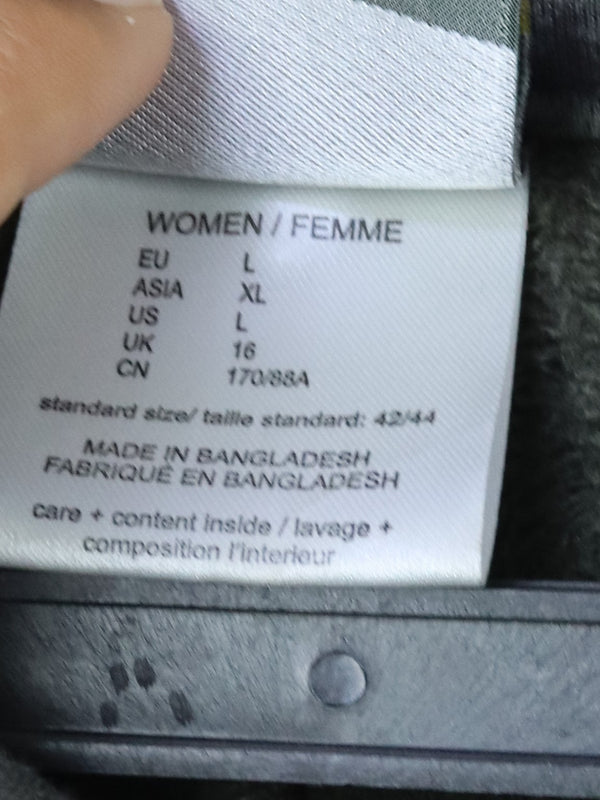 WOMEN / FEMME
EU L
ASIA XL
US L
UK 16
CN 170/88A
standard size/ taille standard: 42/44
MADE IN BANGLADESH
FABRIQUÉ EN BANGLADESH
care + content inside / lavage +
composition l'interieur